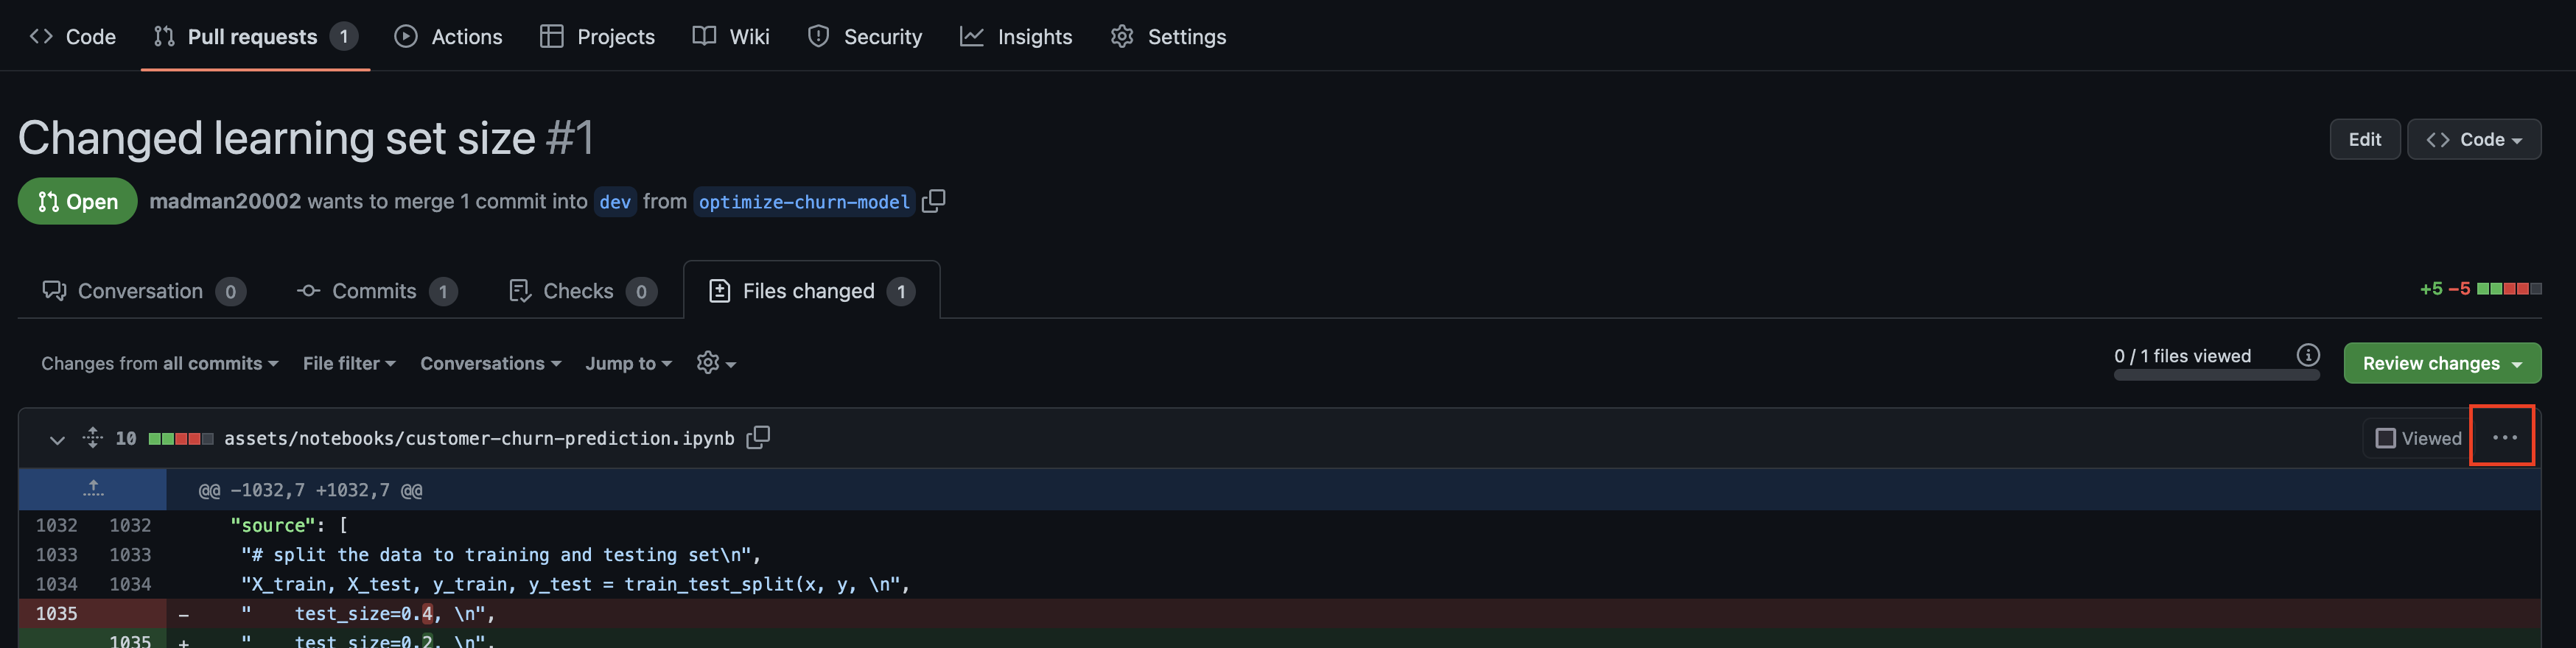 Code Pull requests 1 Actions Projects Wiki Security Insights Settings
Changed learning set size #1
Edit Code
Open madman20002 wants to merge 1 commit into dev from optimize-churn-model
Conversation 0 Commits 1 Checks 0 Files changed 1
+5 −5
Changes from all commits File filter Conversations Jump to
0 / 1 files viewed
Review changes
10 assets/notebooks/customer-churn-prediction.ipynb
Viewed ...
@@ -1032,7 +1032,7 @@
1032 1032 "source": [
1033 1033 "# split the data to training and testing set\n",
1034 1034 "X_train, X_test, y_train, y_test = train_test_split(x, y, \n",
1035 - " test_size=0.4, \n",
1035 + " test_size=0.2, \n",